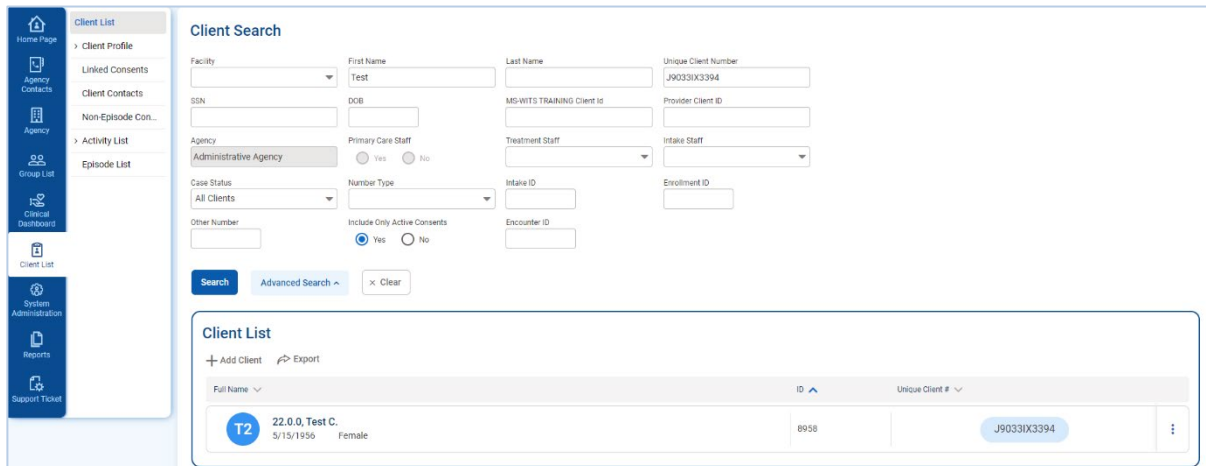 Home Page
Agency
Contacts
Agency
Group List
Clinical
Dashboard
Client List
System
Administration
Reports
Support Ticket
Client List
Client Profile
Linked Consents
Client Contacts
Non-Episode Con...
Activity List
Episode List
Client Search
Facility First Name Last Name Unique Client Number
Test J9033IX3394
SSN DOB MS-WITS TRAINING Client Id Provider Client ID
Agency Primary Care Staff Treatment Staff Intake Staff
Administrative Agency Yes No
Case Status Number Type Intake ID Enrollment ID
All Clients
Other Number Include Only Active Consents Encounter ID
Yes No
Search Advanced Search × Clear
Client List
Add Client Export
Full Name ID Unique Client #
T2 22.0.0, Test C. 8958 J9033IX3394
5/15/1956 Female